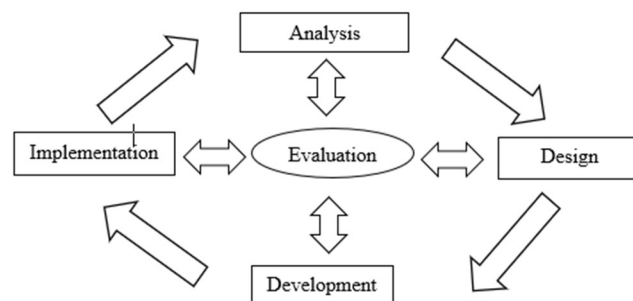 Analysis
Implementation
Evaluation
Design
Development